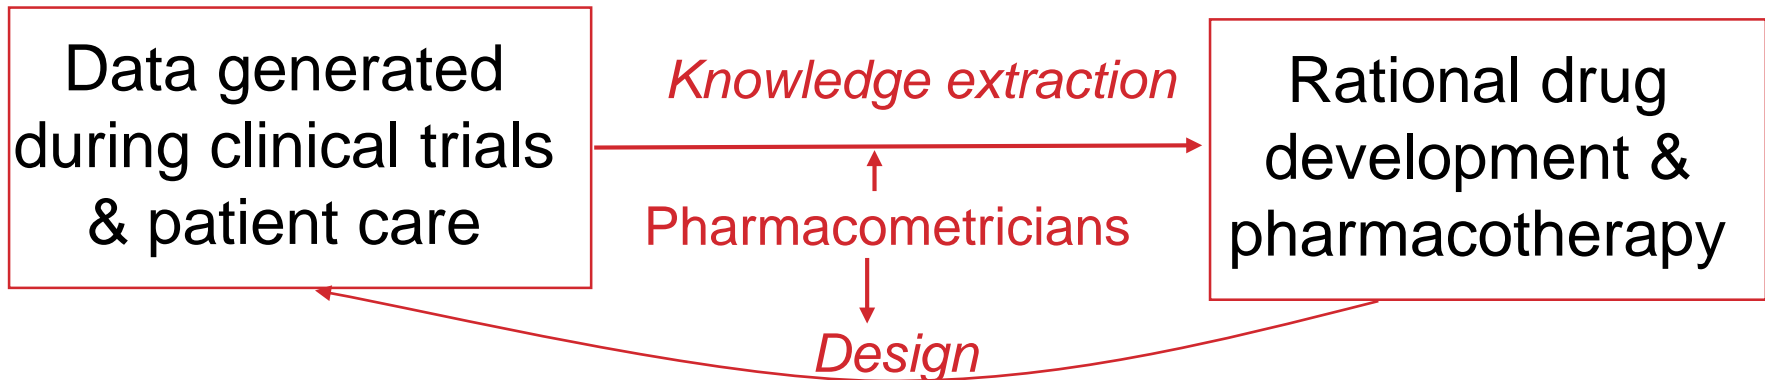 Data generated
during clinical trials
& patient care
Knowledge extraction
Pharmacometricians
Design
Rational drug
development &
pharmacotherapy